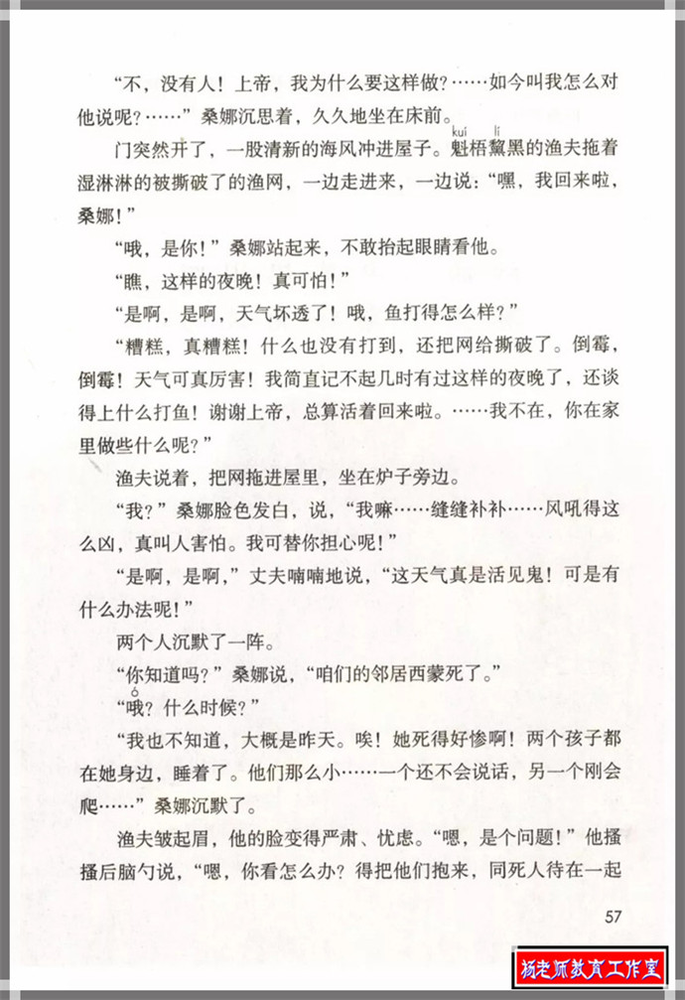 “不，没有人！上帝，我为什么要这样做？……如今叫我怎么对
他说呢？……”桑娜沉思着，久久地坐在床前。
kuí lí
门突然开了，一股清新的海风冲进屋子。魁梧黧黑的渔夫拖着
湿淋淋的被撕破了的渔网，一边走进来，一边说：“嘿，我回来啦，
桑娜！”
“哦，是你！”桑娜站起来，不敢抬起眼睛看他。
“瞧，这样的夜晚！真可怕！”
“是啊，是啊，天气坏透了！哦，鱼打得怎么样？”
“糟糕，真糟糕！什么也没有打到，还把网给撕破了。倒霉，
倒霉！天气可真厉害！我简直记不起几时有过这样的夜晚了，还谈
得上什么打鱼！谢谢上帝，总算活着回来啦。……我不在，你在家
里做些什么呢？”
渔夫说着，把网拖进屋里，坐在炉子旁边。
“我？”桑娜脸色发白，说，“我嘛……缝缝补补……风吼得这
么凶，真叫人害怕。我可替你担心呢！”
“是啊，是啊，”丈夫喃喃地说，“这天气真是活见鬼！可是有
什么办法呢！”
两个人沉默了一阵。
“你知道吗？”桑娜说，“咱们的邻居西蒙死了。”
ó
“哦？什么时候？”
“我也不知道，大概是昨天。唉！她死得好惨啊！两个孩子都
在她身边，睡着了。他们那么小……一个还不会说话，另一个刚会
爬……”桑娜沉默了。
渔夫皱起眉，他的脸变得严肃、忧虑。“嗯，是个问题！”他搔
搔后脑勺说，“嗯，你看怎么办？得把他们抱来，同死人待在一起
57
杨老师教育工作室